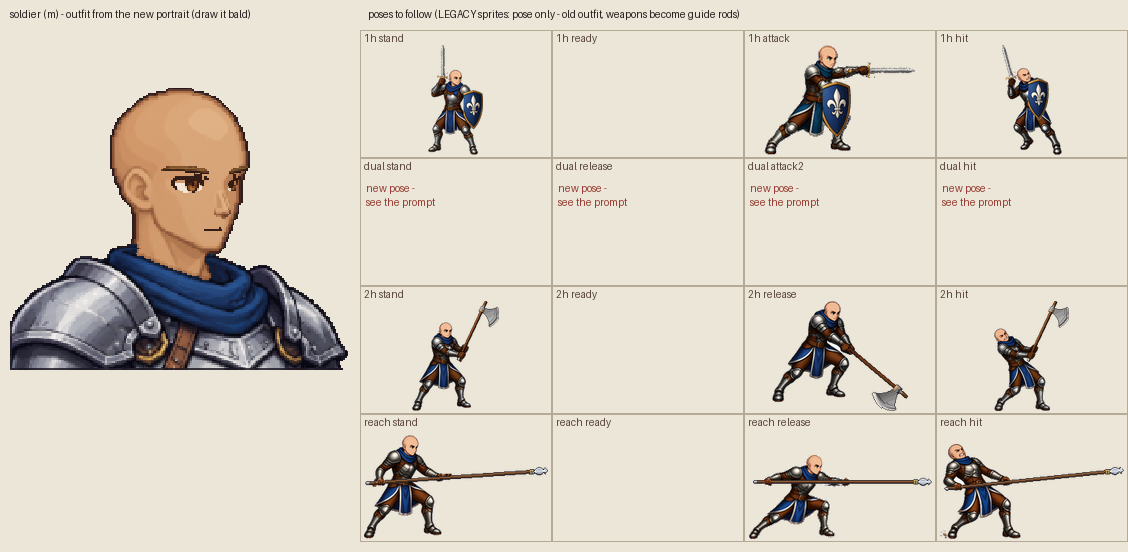 soldier (m) - outfit from the new portrait (draw it bald)
poses to follow (LEGACY sprites: pose only - old outfit, weapons become guide rods)
1h stand
1h ready
1h attack
1h hit
dual stand
dual release
dual attack2
dual hit
new pose -
see the prompt
new pose -
see the prompt
new pose -
see the prompt
new pose -
see the prompt
2h stand
2h ready
2h release
2h hit
reach stand
reach ready
reach release
reach hit